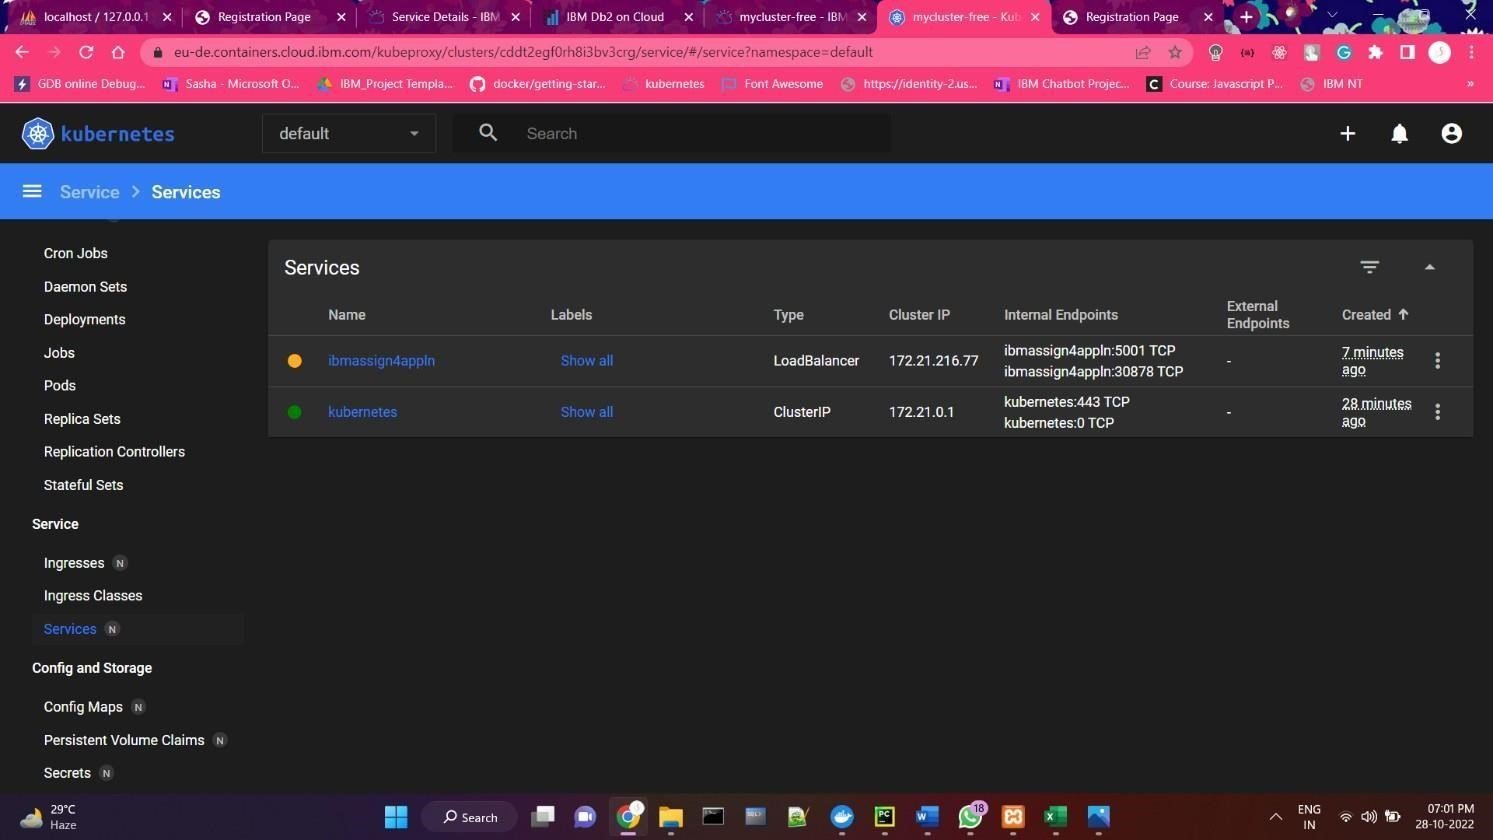 localhost / 127.0.0.1
Registration Page
Service Details - IBM
IBM Db2 on Cloud
mycluster-free - IBM
mycluster-free - Kub
Registration Page
eu-de.containers.cloud.ibm.com/kubeproxy/clusters/cddt2egf0rh8i3bv3crg/service/#/service?namespace=default
GDB online Debug...
Sasha - Microsoft O...
IBM_Project Templa...
docker/getting-star...
kubernetes
Font Awesome
https://identity-2.us...
IBM Chatbot Projec...
Course: Javascript P...
IBM NT
»
kubernetes
default
Search
Service > Services
Cron Jobs
Daemon Sets
Deployments
Jobs
Pods
Replica Sets
Replication Controllers
Stateful Sets
Service
Ingresses N
Ingress Classes
Services N
Config and Storage
Config Maps N
Persistent Volume Claims N
Secrets N
Services
Name
Labels
Type
Cluster IP
Internal Endpoints
External
Endpoints
Created
ibmassign4appln
Show all
LoadBalancer
172.21.216.77
ibmassign4appln:5001 TCP
ibmassign4appln:30878 TCP
-
7 minutes
ago
kubernetes
Show all
ClusterIP
172.21.0.1
kubernetes:443 TCP
kubernetes:0 TCP
-
28 minutes
ago
29°C
Haze
Search
PC
18
ENG
IN
07:01 PM
28-10-2022